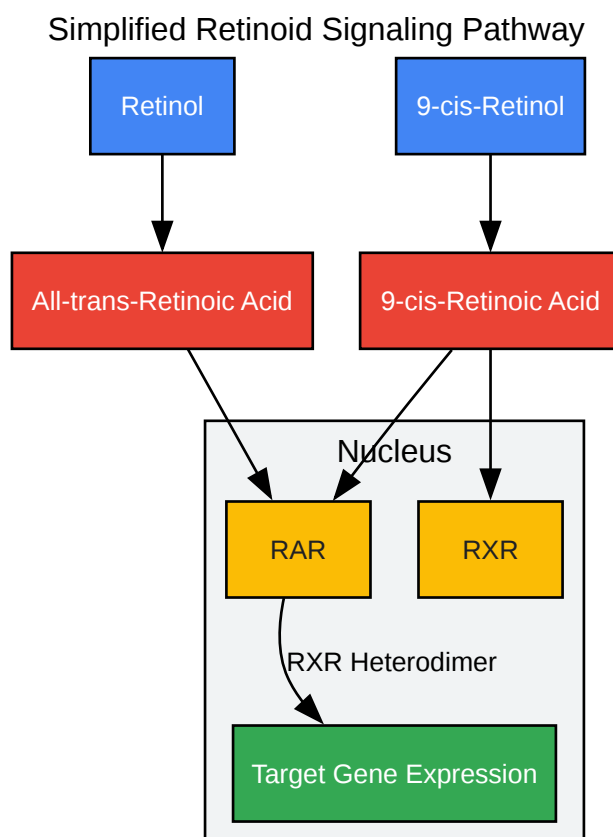 Simplified Retinoid Signaling Pathway
Retinol
9-cis-Retinol
All-trans-Retinoic Acid
9-cis-Retinoic Acid
Nucleus
RAR
RXR
RXR Heterodimer
Target Gene Expression